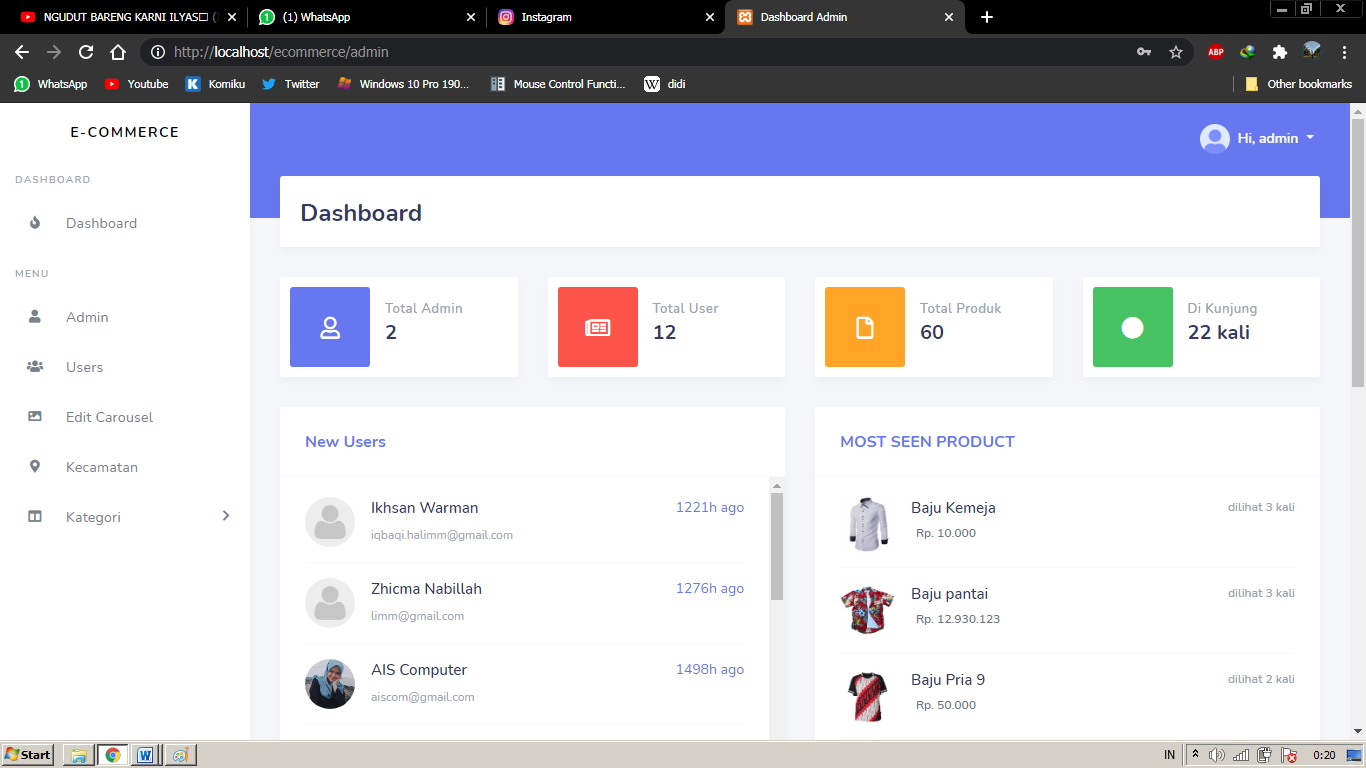 NGUDUT BARENG KARNI ILYAS
(1) WhatsApp
Instagram
Dashboard Admin
http://localhost/ecommerce/admin
ABP
WhatsApp
Youtube
Komiku
Twitter
Windows 10 Pro 190...
Mouse Control Functi...
didi
Other bookmarks
E-COMMERCE
Hi, admin
DASHBOARD
Dashboard
MENU
Admin
Users
Edit Carousel
Kecamatan
Kategori
Dashboard
Total Admin
2
Total User
12
Total Produk
60
Di Kunjung
22 kali
New Users
Ikhsan Warman
1221h ago
iqbaqi.halimm@gmail.com
Zhicma Nabillah
1276h ago
limm@gmail.com
AIS Computer
1498h ago
aiscom@gmail.com
MOST SEEN PRODUCT
Baju Kemeja
dilihat 3 kali
Rp. 10.000
Baju pantai
dilihat 3 kali
Rp. 12.930.123
Baju Pria 9
dilihat 2 kali
Rp. 50.000
Start
IN
0:20